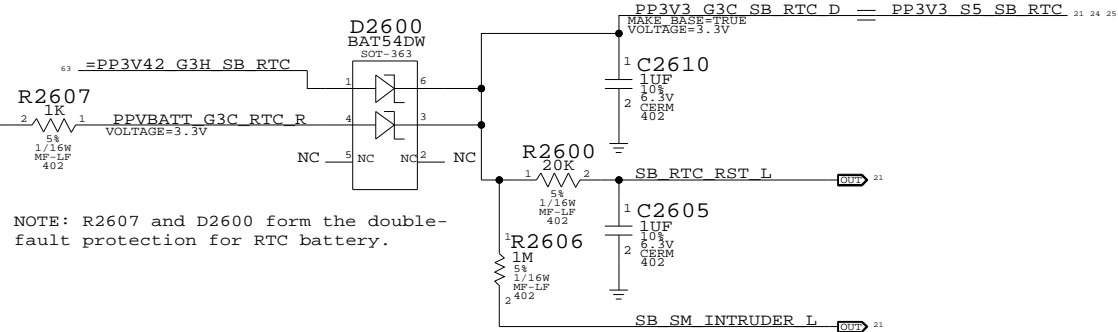 PP3V3_G3C_SB_RTC_D = PP3V3_S5_SB_RTC 21 24 25
MAKE_BASE=TRUE
VOLTAGE=3.3V
D2600
BAT54DW
SOT-363
63 =PP3V42_G3H_SB_RTC
1 6
R2607
1K
2 1
5%
1/16W
MF-LF
402
PPVBATT_G3C_RTC_R
VOLTAGE=3.3V
4 3
NC 5 NC NC 2 NC
1 C2610
1UF
10%
6.3V
2 CERM
402
R2600
20K
1 2
5%
1/16W
MF-LF
402
SB_RTC_RST_L OUT 21
NOTE: R2607 and D2600 form the double-
fault protection for RTC battery.
1 C2605
1UF
10%
6.3V
2 CERM
402
1 R2606
1M
5%
1/16W
MF-LF
2 402
SB_SM_INTRUDER_L OUT 21